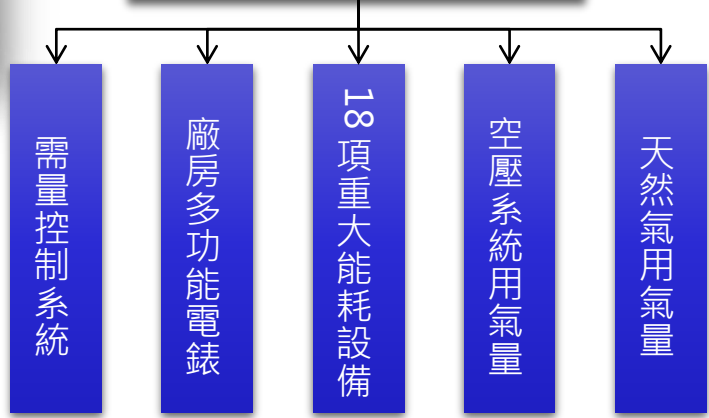 需量控制系統
廠房多功能電錶
18項重大能耗設備
空壓系統用氣量
天然氣用氣量